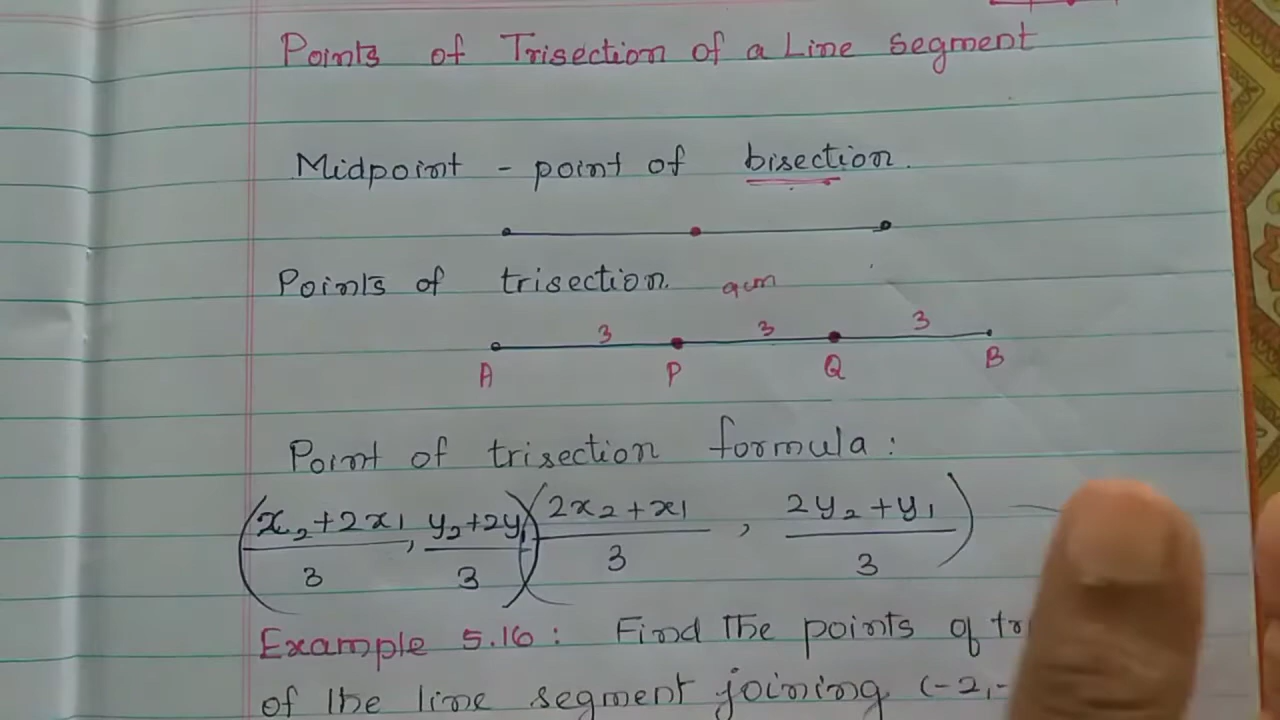 Points of Trisection of a Line segment
Midpoint - point of bisection.
Points of trisection. 9cm
3 3 3
A P Q B
Point of trisection formula:
(x₂+2x₁/3, y₂+2y₁/3) (2x₂+x₁/3, 2y₂+y₁/3)
Example 5.16: Find The points of
of the line segment joining (-2,-